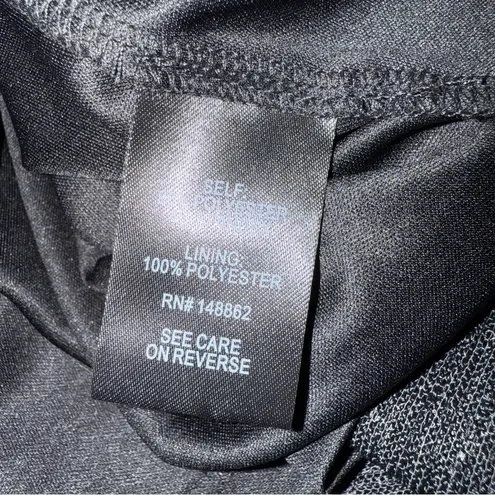 SELF:
POLYESTER
LINING:
100% POLYESTER
RN# 148862
SEE CARE
ON REVERSE